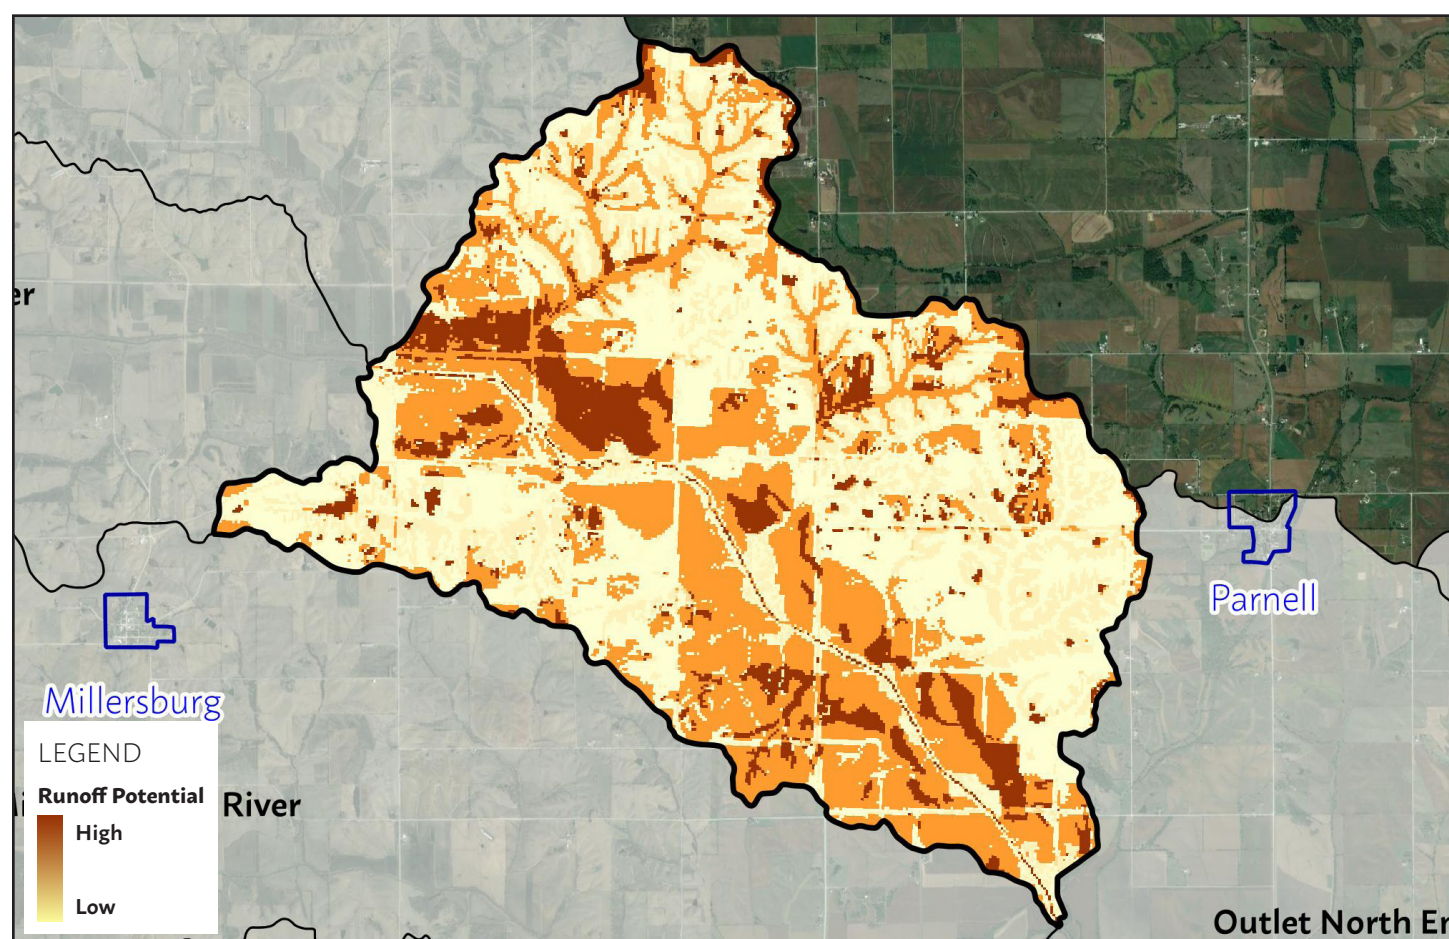 er
Parnell
Millersburg
LEGEND
Runoff Potential
River
High
Low
Outlet North Er